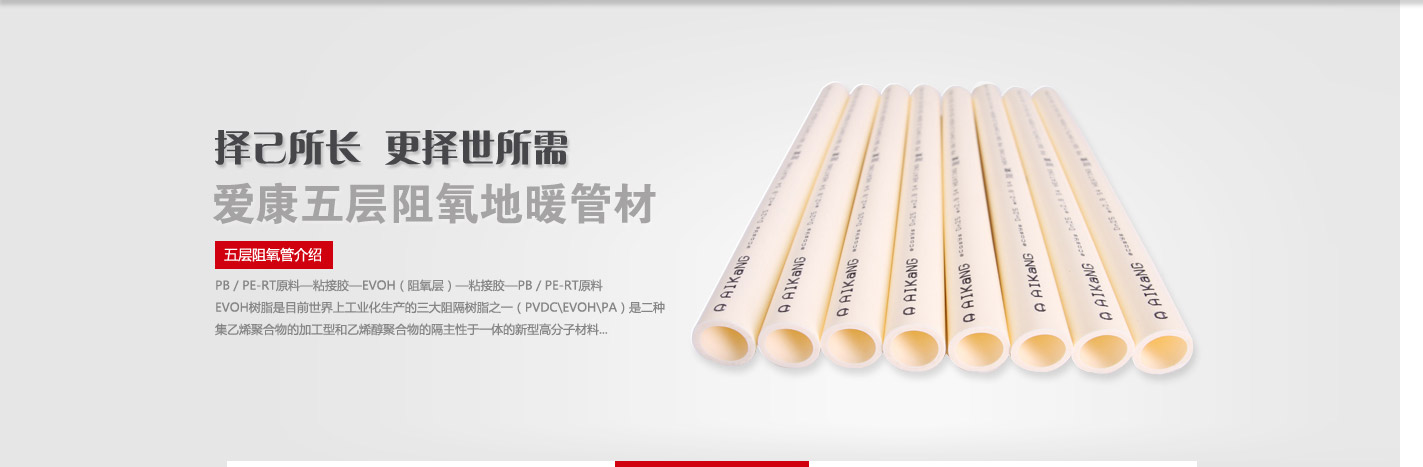 择己所长 更择世所需
爱康五层阻氧地暖管材
五层阻氧管介绍
PB / PE-RT原料—粘接胶—EVOH（阻氧层）—粘接胶—PB / PE-RT原料
EVOH树脂是目前世界上工业化生产的三大阻隔树脂之一（PVDC\EVOH\PA）是二种
集乙烯聚合物的加工型和乙烯醇聚合物的隔主性于一体的新型高分子材料...
AIKaNG
AIKaNG
AIKaNG
AIKaNG
AIKaNG
AIKaNG
AIKaNG
AIKaNG